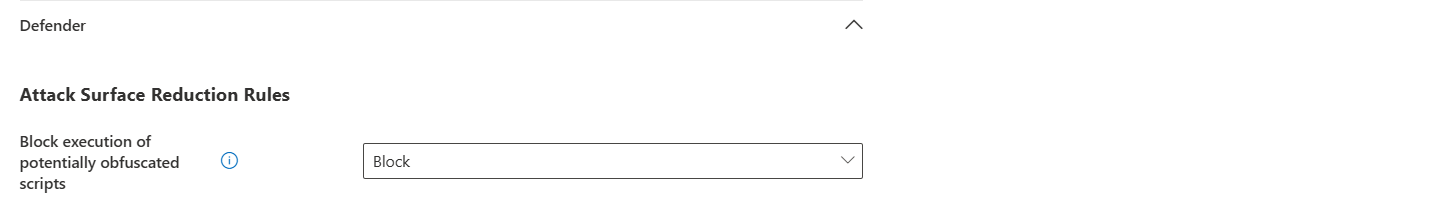 Defender
Attack Surface Reduction Rules
Block execution of
potentially obfuscated
scripts
Block